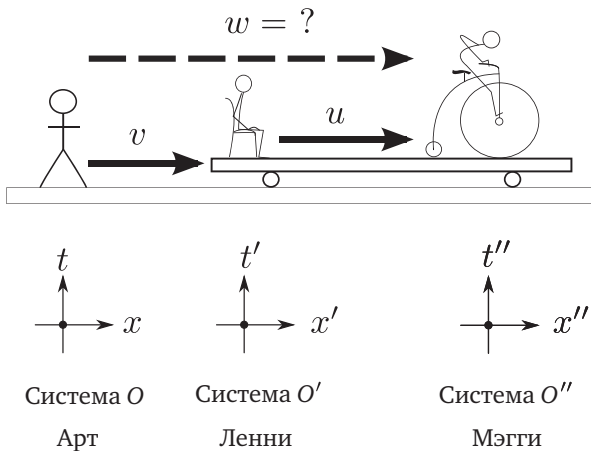 w = ?
v
u
t t′ t″
x x′ x″
Система O Система O′ Система O″
Арт Ленни Мэгги